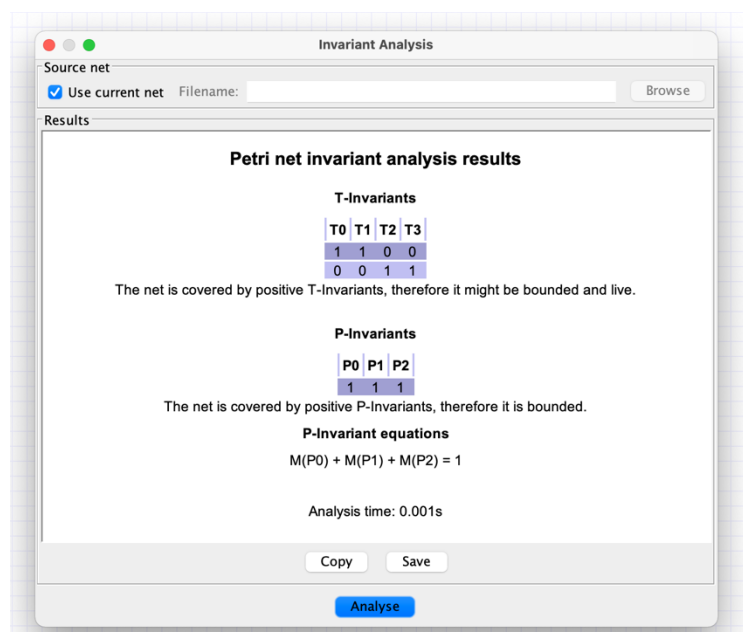 Invariant Analysis
Source net
Use current net Filename: Browse
Results
Petri net invariant analysis results
T-Invariants
T0 T1 T2 T3
1 1 0 0
0 0 1 1
The net is covered by positive T-Invariants, therefore it might be bounded and live.
P-Invariants
P0 P1 P2
1 1 1
The net is covered by positive P-Invariants, therefore it is bounded.
P-Invariant equations
M(P0) + M(P1) + M(P2) = 1
Analysis time: 0.001s
Copy Save
Analyse